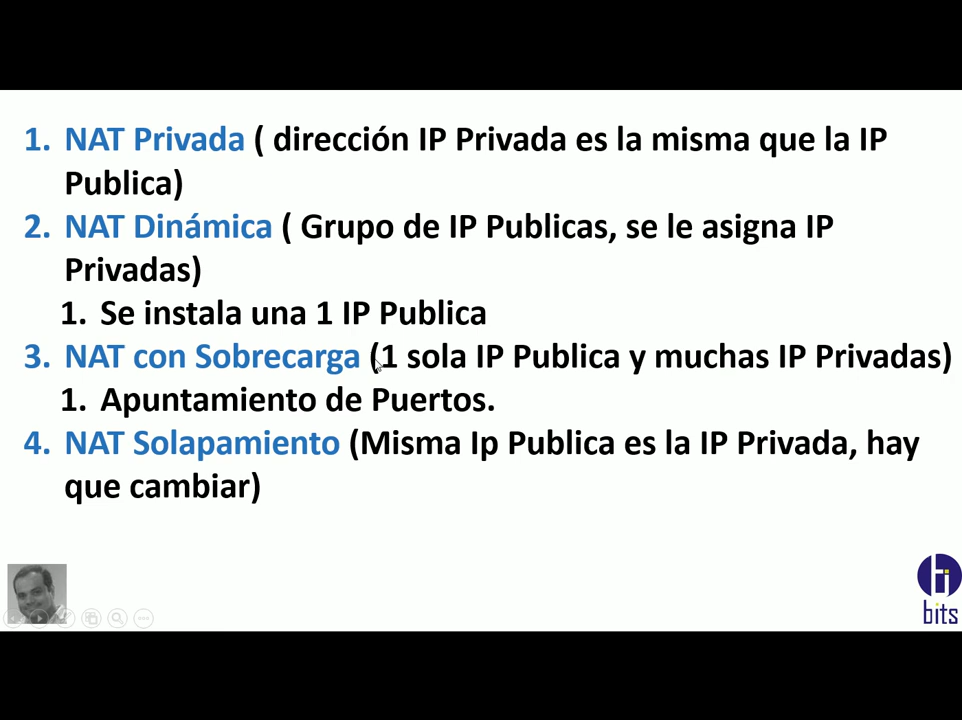 1. NAT Privada ( dirección IP Privada es la misma que la IP
Publica)
2. NAT Dinámica ( Grupo de IP Publicas, se le asigna IP
Privadas)
1. Se instala una 1 IP Publica
3. NAT con Sobrecarga (1 sola IP Publica y muchas IP Privadas)
1. Apuntamiento de Puertos.
4. NAT Solapamiento (Misma Ip Publica es la IP Privada, hay
que cambiar)
bits